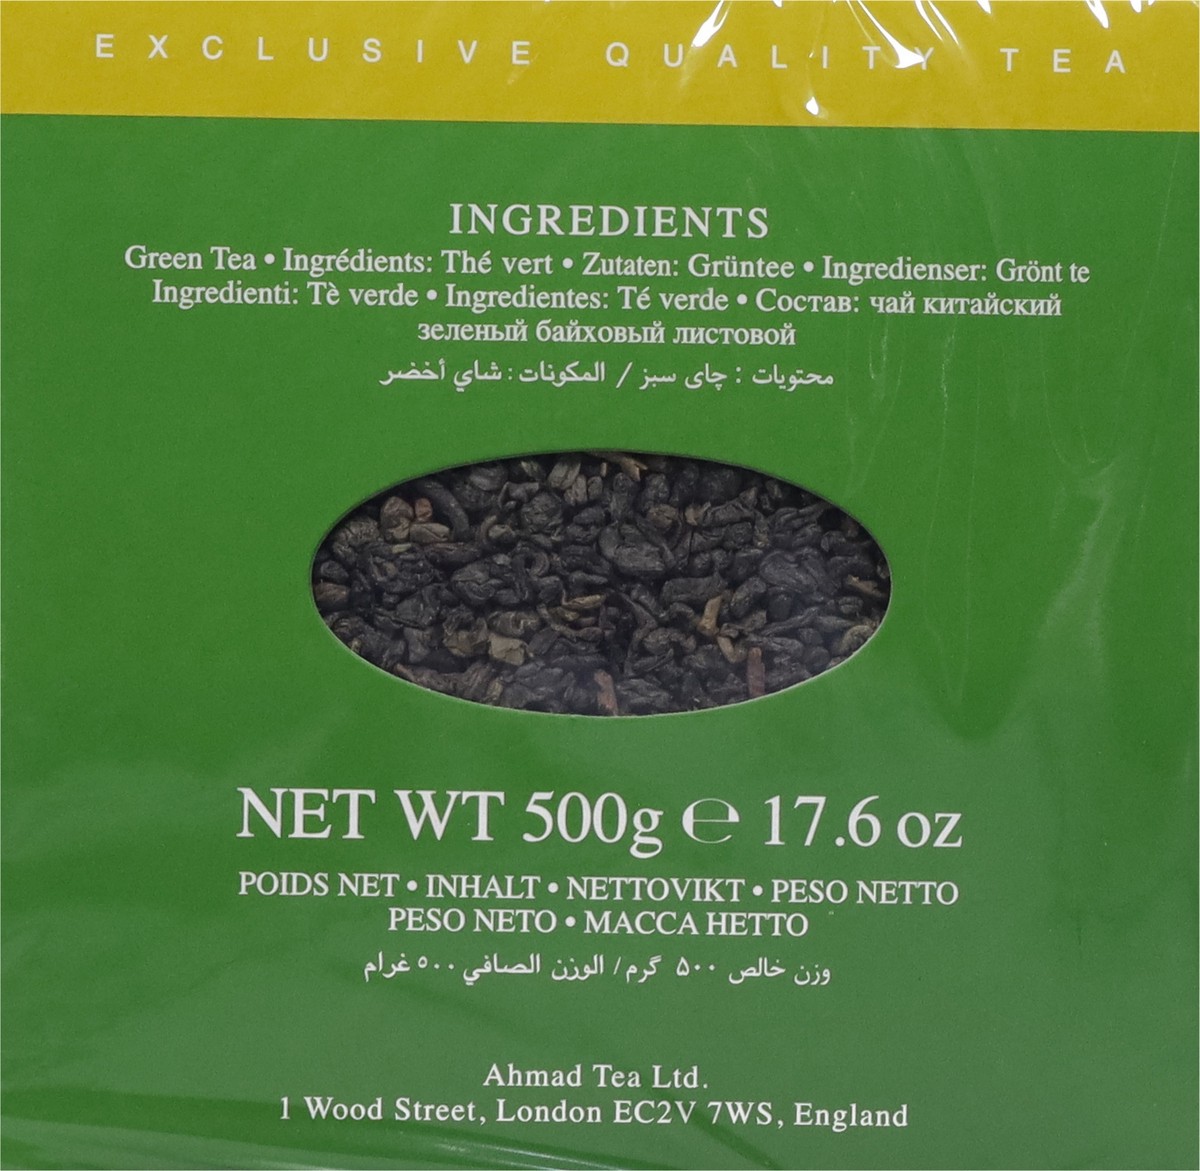 EXCLUSIVE QUALITY TEA
INGREDIENTS
Green Tea • Ingrédients: Thé vert • Zutaten: Grüntee • Ingredienser: Grönt te
Ingredienti: Tè verde • Ingredientes: Té verde • Состав: чай китайский
зеленый байховый листовой
محتویات : چای سبز / المكونات : شاي أخضر
NET WT 500g ℮ 17.6 oz
POIDS NET • INHALT • NETTOVIKT • PESO NETTO
PESO NETO • МАССА НЕТТО
وزن خالص ۵۰۰ گرم / الوزن الصافي ٥٠٠ غرام
Ahmad Tea Ltd.
1 Wood Street, London EC2V 7WS, England